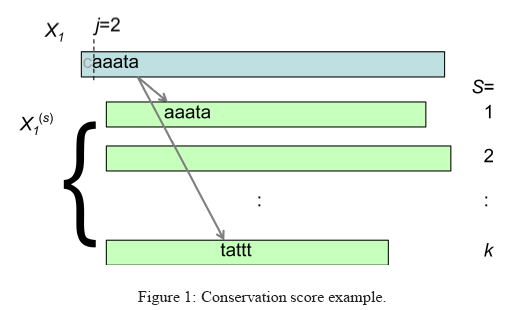 X₁ j=2
caaata
S=
aaata 1
X₁⁽ˢ⁾
2
: :
tattt k
Figure 1: Conservation score example.